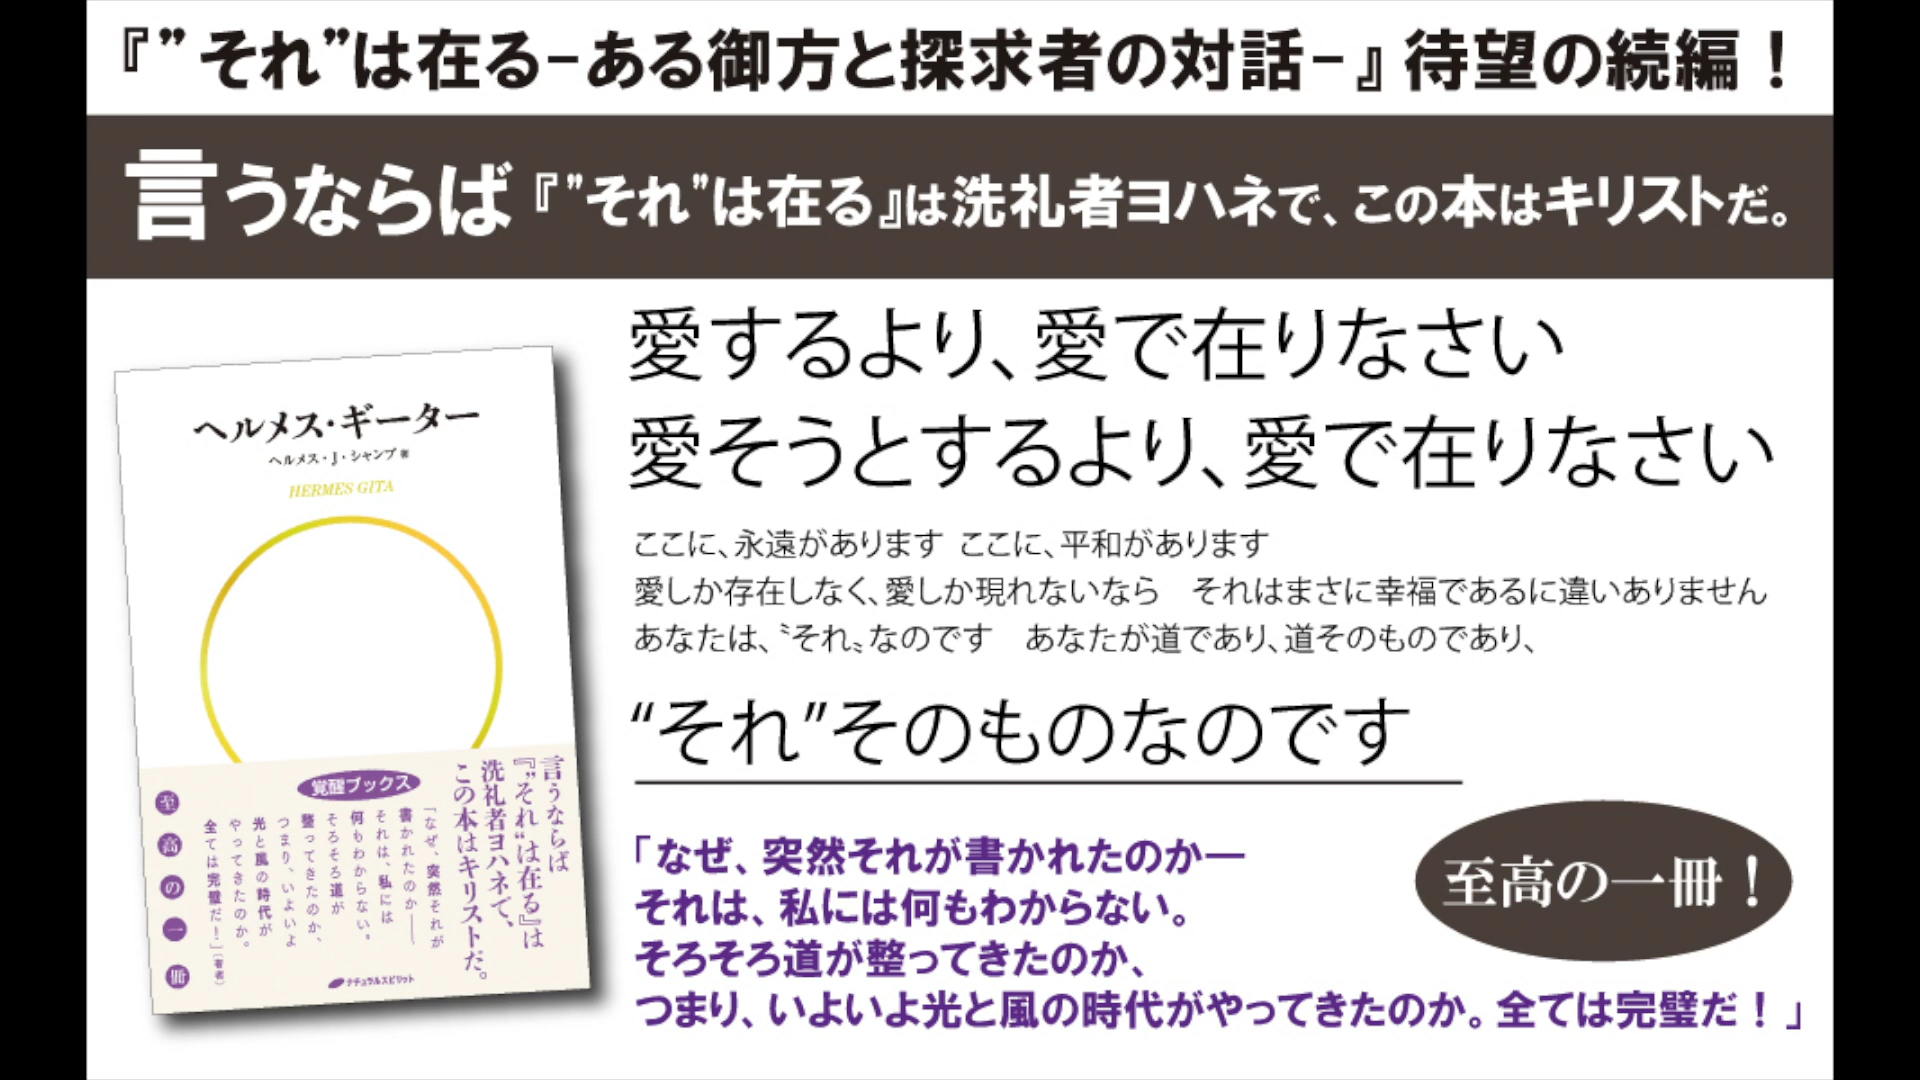 『”それ”は在る−ある御方と探求者の対話−』待望の続編！
言うならば『”それ”は在る』は洗礼者ヨハネで、この本はキリストだ。
愛するより、愛で在りなさい
愛そうとするより、愛で在りなさい
ここに、永遠があります ここに、平和があります
愛しか存在しなく、愛しか現れないなら　それはまさに幸福であるに違いありません
あなたは、〝それ〟なのです　あなたが道であり、道そのものであり、
“それ”そのものなのです
「なぜ、突然それが書かれたのか―
それは、私には何もわからない。
そろそろ道が整ってきたのか、
つまり、いよいよ光と風の時代がやってきたのか。全ては完璧だ！」
至高の一冊！
ヘルメス・ギーター
ヘルメス・J・シャンブ 著
HERMES GITA
言うならば
『”それ“は在る』は
洗礼者ヨハネで、
この本はキリストだ。
覚醒ブックス
「なぜ、突然それが
書かれたのか――
それは、私には
何もわからない。
そろそろ道が
整ってきたのか、
つまり、いよいよ
光と風の時代が
やってきたのか。
全ては完璧だ！」（著者）
至高の一冊
ナチュラルスピリット